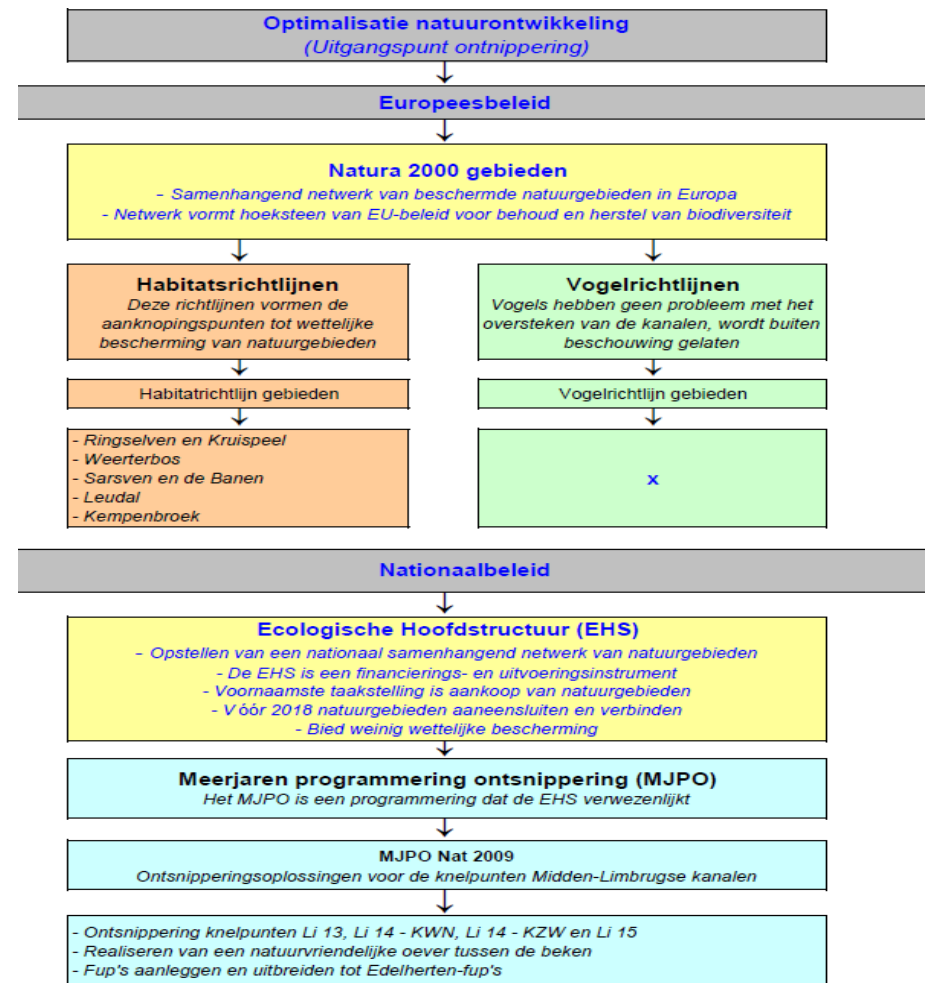 Optimalisatie natuurontwikkeling
(Uitgangspunt ontnippering)
Europeesbeleid
Natura 2000 gebieden
- Samenhangend netwerk van beschermde natuurgebieden in Europa
- Netwerk vormt hoeksteen van EU-beleid voor behoud en herstel van biodiversiteit
Habitatsrichtlijnen
Deze richtlijnen vormen de
aanknopingspunten tot wettelijke
bescherming van natuurgebieden
Habitatrichtlijn gebieden
- Ringselven en Kruispeel
- Weerterbos
- Sarsven en de Banen
- Leudal
- Kempenbroek
Vogelrichtlijnen
Vogels hebben geen probleem met het
oversteken van de kanalen, wordt buiten
beschouwing gelaten
Vogelrichtlijn gebieden
x
Nationaalbeleid
Ecologische Hoofdstructuur (EHS)
- Opstellen van een nationaal samenhangend netwerk van natuurgebieden
- De EHS is een financierings- en uitvoeringsinstrument
- Voornaamste taakstelling is aankoop van natuurgebieden
- Vóór 2018 natuurgebieden aaneensluiten en verbinden
- Bied weinig wettelijke bescherming
Meerjaren programmering ontsnippering (MJPO)
Het MJPO is een programmering dat de EHS verwezenlijkt
MJPO Nat 2009
Ontsnipperingsoplossingen voor de knelpunten Midden-Limbrugse kanalen
- Ontsnippering knelpunten Li 13, Li 14 - KWN, Li 14 - KZW en Li 15
- Realiseren van een natuurvriendelijke oever tussen de beken
- Fup's aanleggen en uitbreiden tot Edelherten-fup's